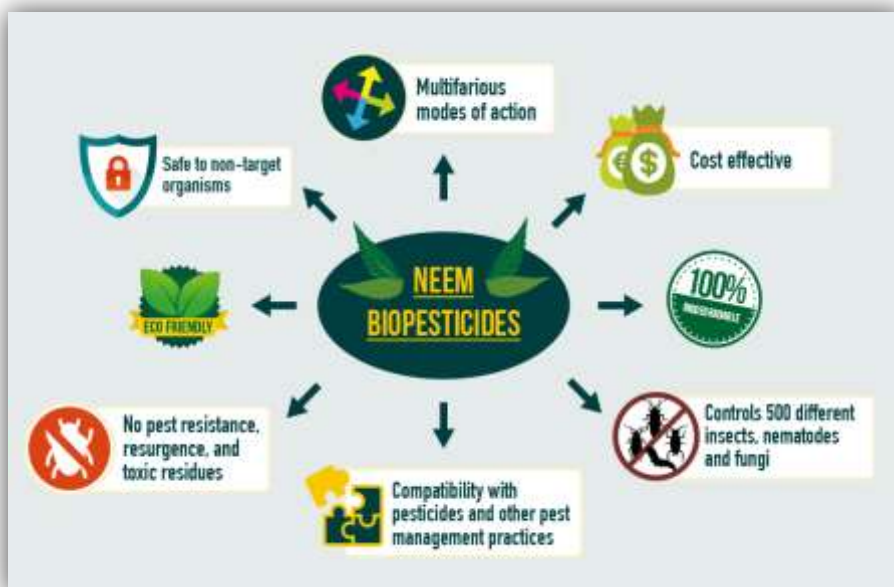 Multifarious
modes of action
Safe to non-target
organisms
Cost effective
NEEM
BIOPESTICIDES
ECO FRIENDLY
100%
BIODEGRADABLE
No pest resistance,
resurgence, and
toxic residues
Controls 500 different
insects, nematodes
and fungi
Compatibility with
pesticides and other pest
management practices